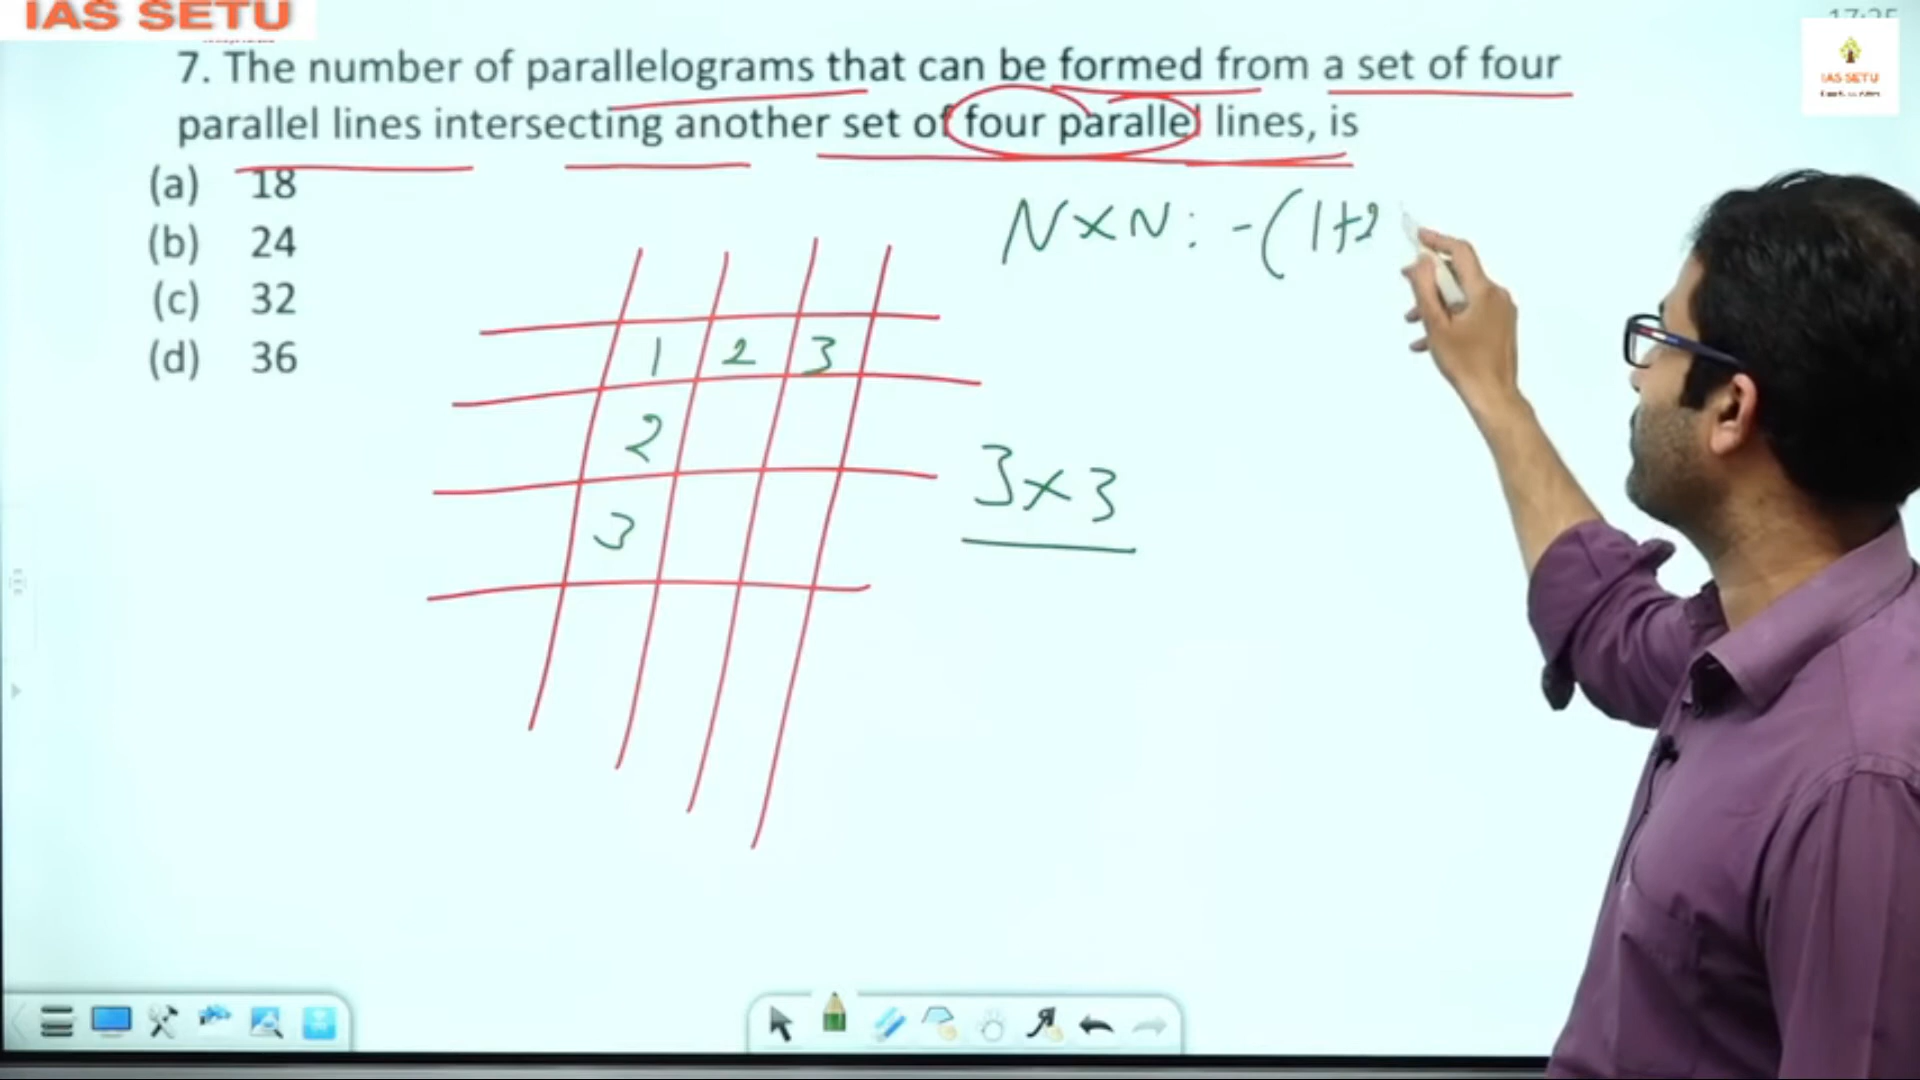 IAS SETU
7. The number of parallelograms that can be formed from a set of four
parallel lines intersecting another set of four parallel lines, is
(a) 18
(b) 24
(c) 32
(d) 36
N×N: -(1+2
1 2 3
2
3
3×3
IAS SETU